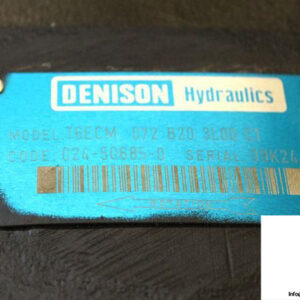 DENISON Hydraulics
MODEL T6ECM 072 B20 3L00 C1
CODE 024-50685-0 SERIAL